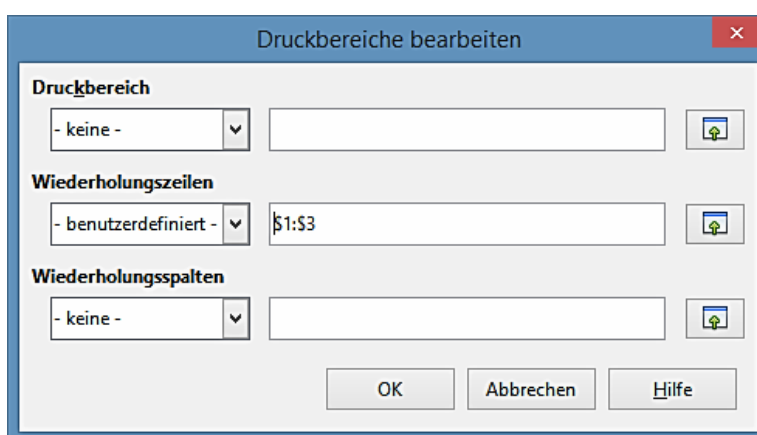 Druckbereiche bearbeiten
Druckbereich
- keine -
Wiederholungszeilen
- benutzerdefiniert - $1:$3
Wiederholungsspalten
- keine -
OK Abbrechen Hilfe